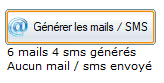 Générer les mails / SMS
6 mails 4 sms générés
Aucun mail / sms envoyé